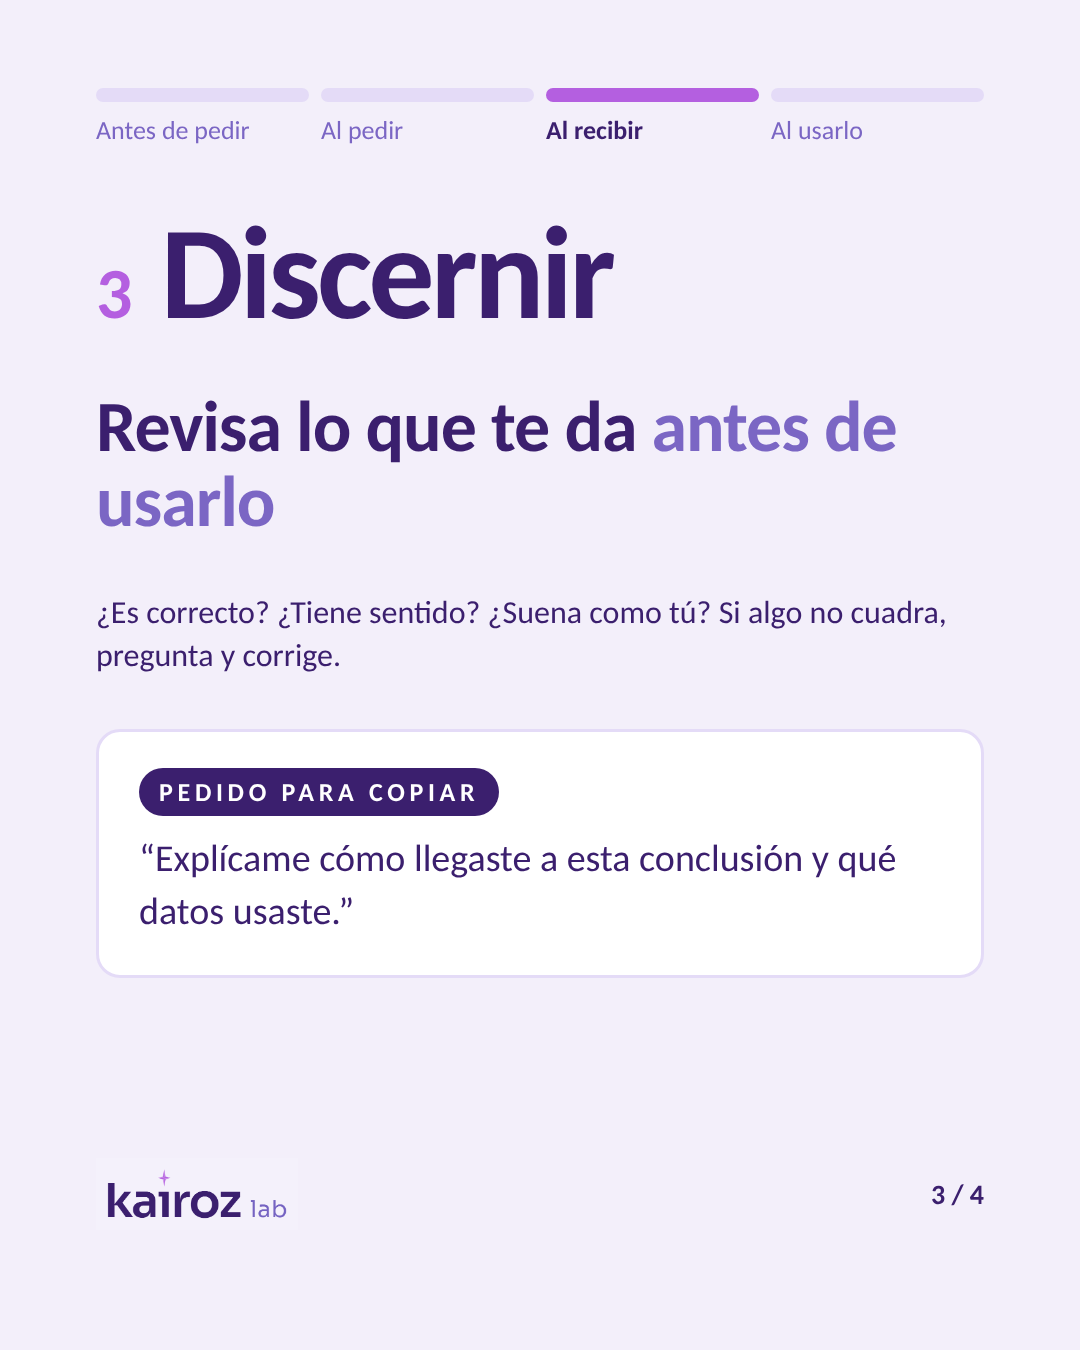 Antes de pedir
Al pedir
Al recibir
Al usarlo
3 Discernir
Revisa lo que te da antes de
usarlo
¿Es correcto? ¿Tiene sentido? ¿Suena como tú? Si algo no cuadra,
pregunta y corrige.
PEDIDO PARA COPIAR
“Explícame cómo llegaste a esta conclusión y qué
datos usaste.”
kairoz lab
3 / 4